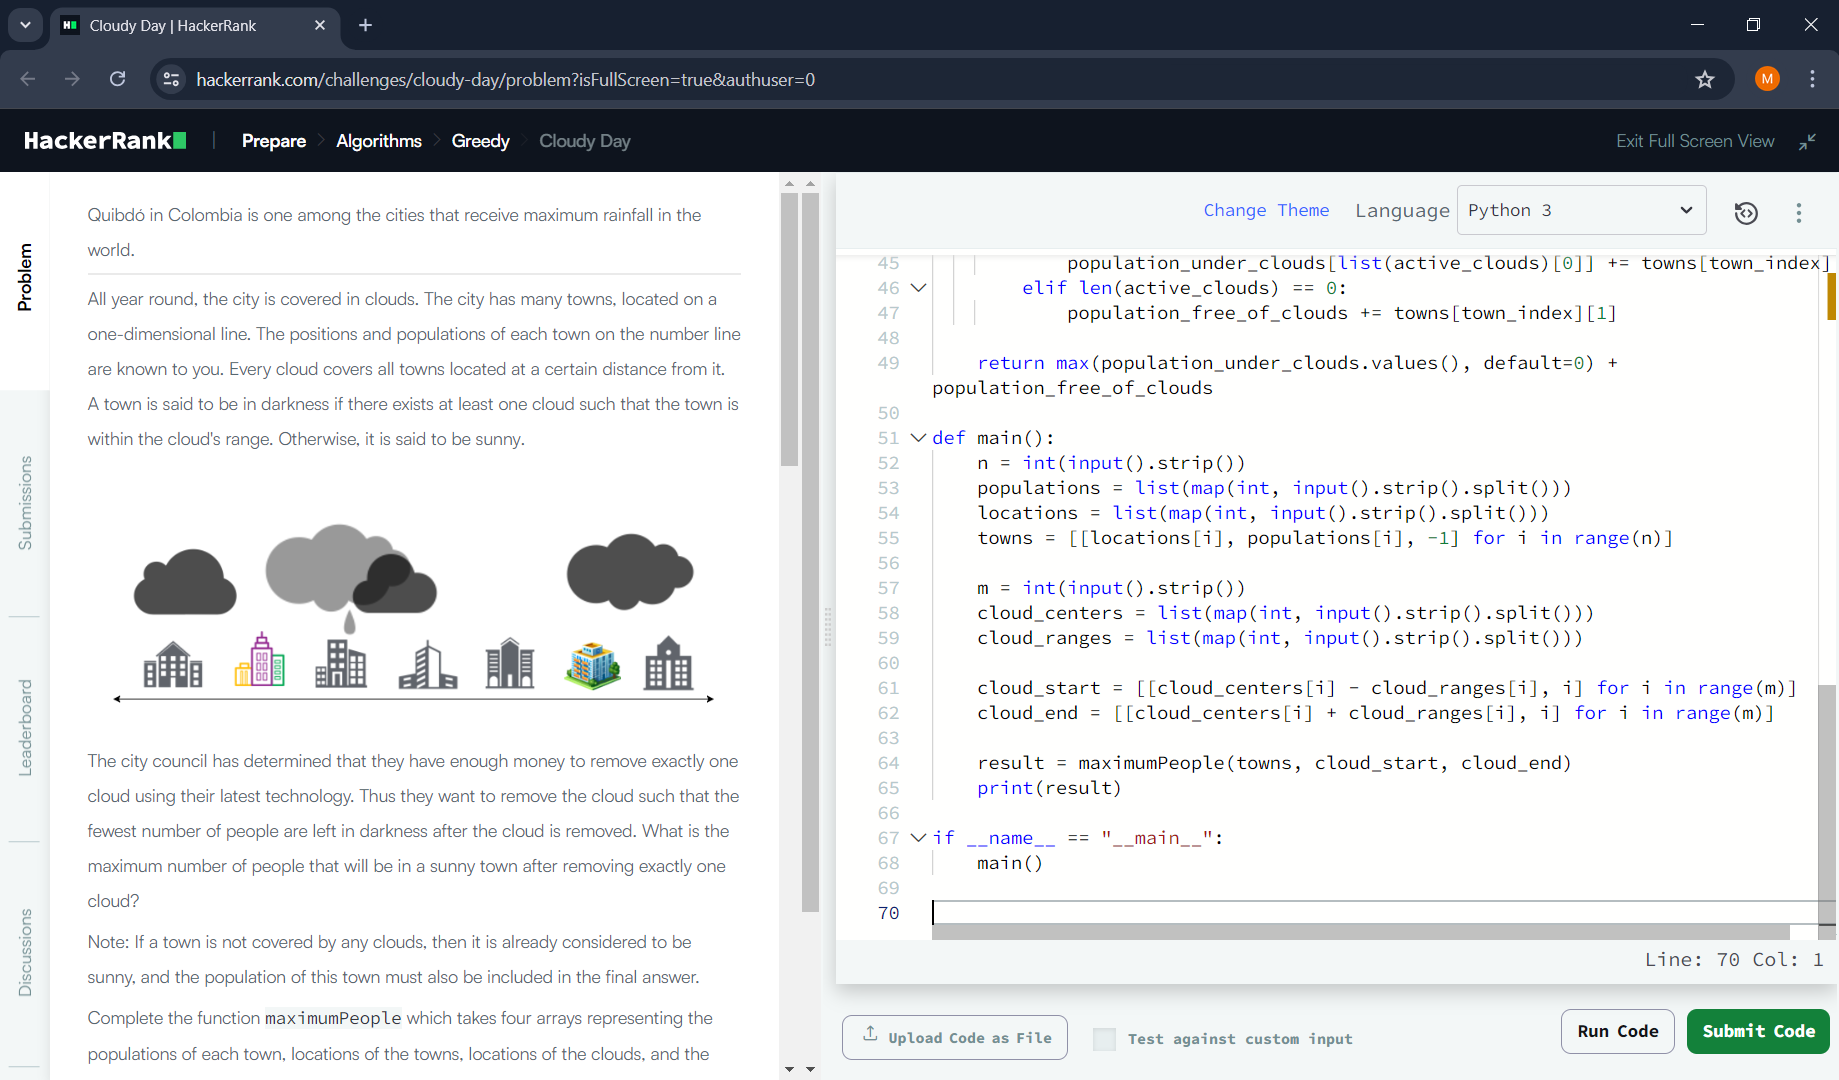 Cloudy Day | HackerRank
hackerrank.com/challenges/cloudy-day/problem?isFullScreen=true&authuser=0
M
HackerRank
Prepare
Algorithms
Greedy
Cloudy Day
Exit Full Screen View
Problem
Submissions
Leaderboard
Discussions
Quibdó in Colombia is one among the cities that receive maximum rainfall in the
world.
All year round, the city is covered in clouds. The city has many towns, located on a
one-dimensional line. The positions and populations of each town on the number line
are known to you. Every cloud covers all towns located at a certain distance from it.
A town is said to be in darkness if there exists at least one cloud such that the town is
within the cloud's range. Otherwise, it is said to be sunny.
The city council has determined that they have enough money to remove exactly one
cloud using their latest technology. Thus they want to remove the cloud such that the
fewest number of people are left in darkness after the cloud is removed. What is the
maximum number of people that will be in a sunny town after removing exactly one
cloud?
Note: If a town is not covered by any clouds, then it is already considered to be
sunny, and the population of this town must also be included in the final answer.
Complete the function maximumPeople which takes four arrays representing the
populations of each town, locations of the towns, locations of the clouds, and the
Change Theme
Language
Python 3
45 population_under_clouds[list(active_clouds)[0]] += towns[town_index]
46 elif len(active_clouds) == 0:
47 population_free_of_clouds += towns[town_index][1]
48
49 return max(population_under_clouds.values(), default=0) +
population_free_of_clouds
50
51 def main():
52 n = int(input().strip())
53 populations = list(map(int, input().strip().split()))
54 locations = list(map(int, input().strip().split()))
55 towns = [[locations[i], populations[i], -1] for i in range(n)]
56
57 m = int(input().strip())
58 cloud_centers = list(map(int, input().strip().split()))
59 cloud_ranges = list(map(int, input().strip().split()))
60
61 cloud_start = [[cloud_centers[i] - cloud_ranges[i], i] for i in range(m)]
62 cloud_end = [[cloud_centers[i] + cloud_ranges[i], i] for i in range(m)]
63
64 result = maximumPeople(towns, cloud_start, cloud_end)
65 print(result)
66
67 if __name__ == "__main__":
68 main()
69
70
Line: 70 Col: 1
Upload Code as File
Test against custom input
Run Code
Submit Code